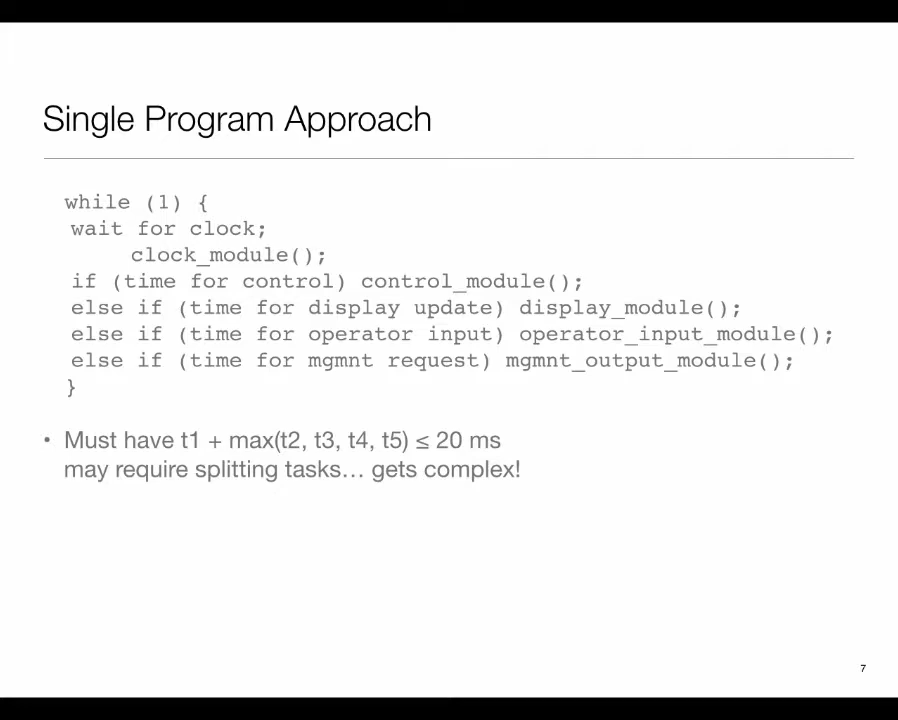 Single Program Approach
while (1) {
wait for clock;
clock_module();
if (time for control) control_module();
else if (time for display update) display_module();
else if (time for operator input) operator_input_module();
else if (time for mgmnt request) mgmnt_output_module();
}
• Must have t1 + max(t2, t3, t4, t5) ≤ 20 ms
may require splitting tasks… gets complex!
7